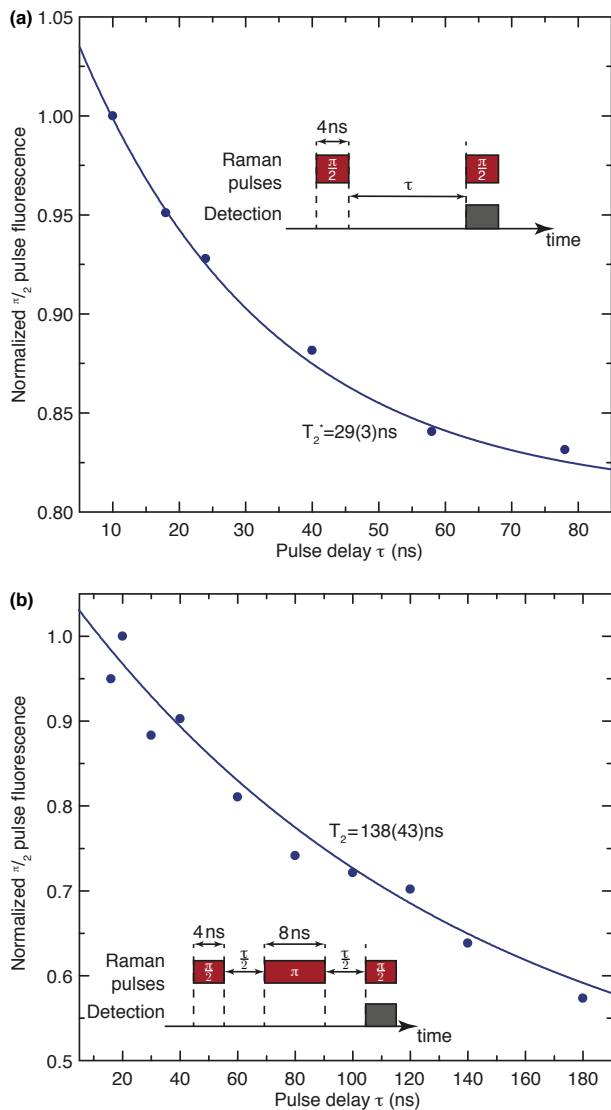 (a)
1.05
1.00
0.95
0.90
0.85
0.80
Normalized π/2 pulse fluorescence
4ns
Raman
pulses
π/2
π/2
τ
Detection
time
T2*=29(3)ns
10 20 30 40 50 60 70 80
Pulse delay τ (ns)
(b)
1.0
0.9
0.8
0.7
0.6
0.5
Normalized π/2 pulse fluorescence
T2=138(43)ns
4ns
8ns
Raman
pulses
π/2
τ/2
π
τ/2
π/2
Detection
time
20 40 60 80 100 120 140 160 180
Pulse delay τ (ns)